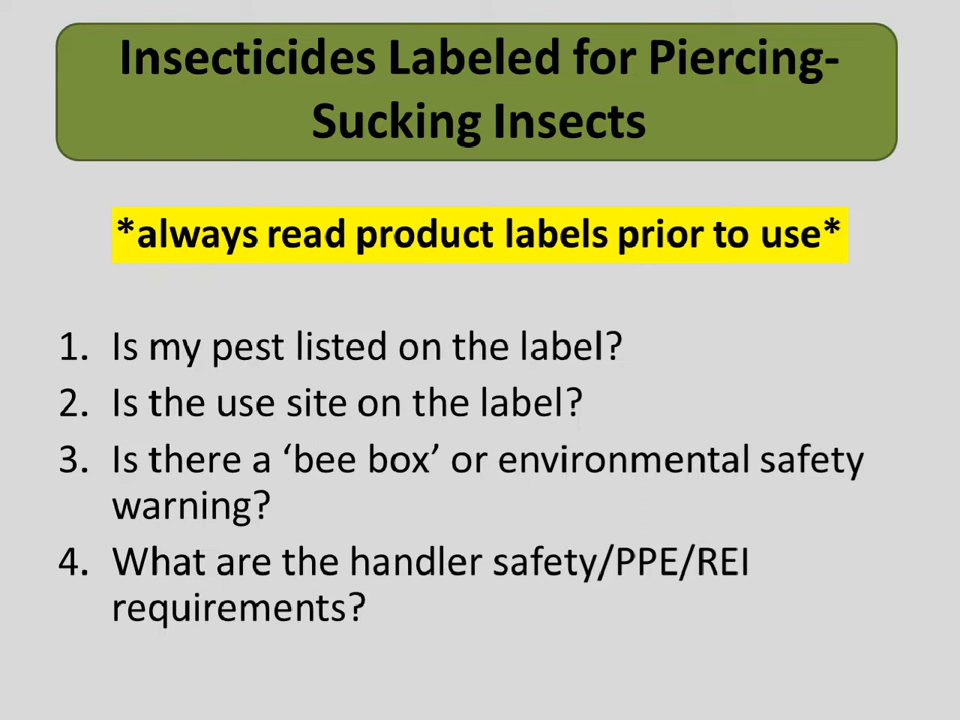 Insecticides Labeled for Piercing-
Sucking Insects
*always read product labels prior to use*
1. Is my pest listed on the label?
2. Is the use site on the label?
3. Is there a ‘bee box’ or environmental safety
warning?
4. What are the handler safety/PPE/REI
requirements?